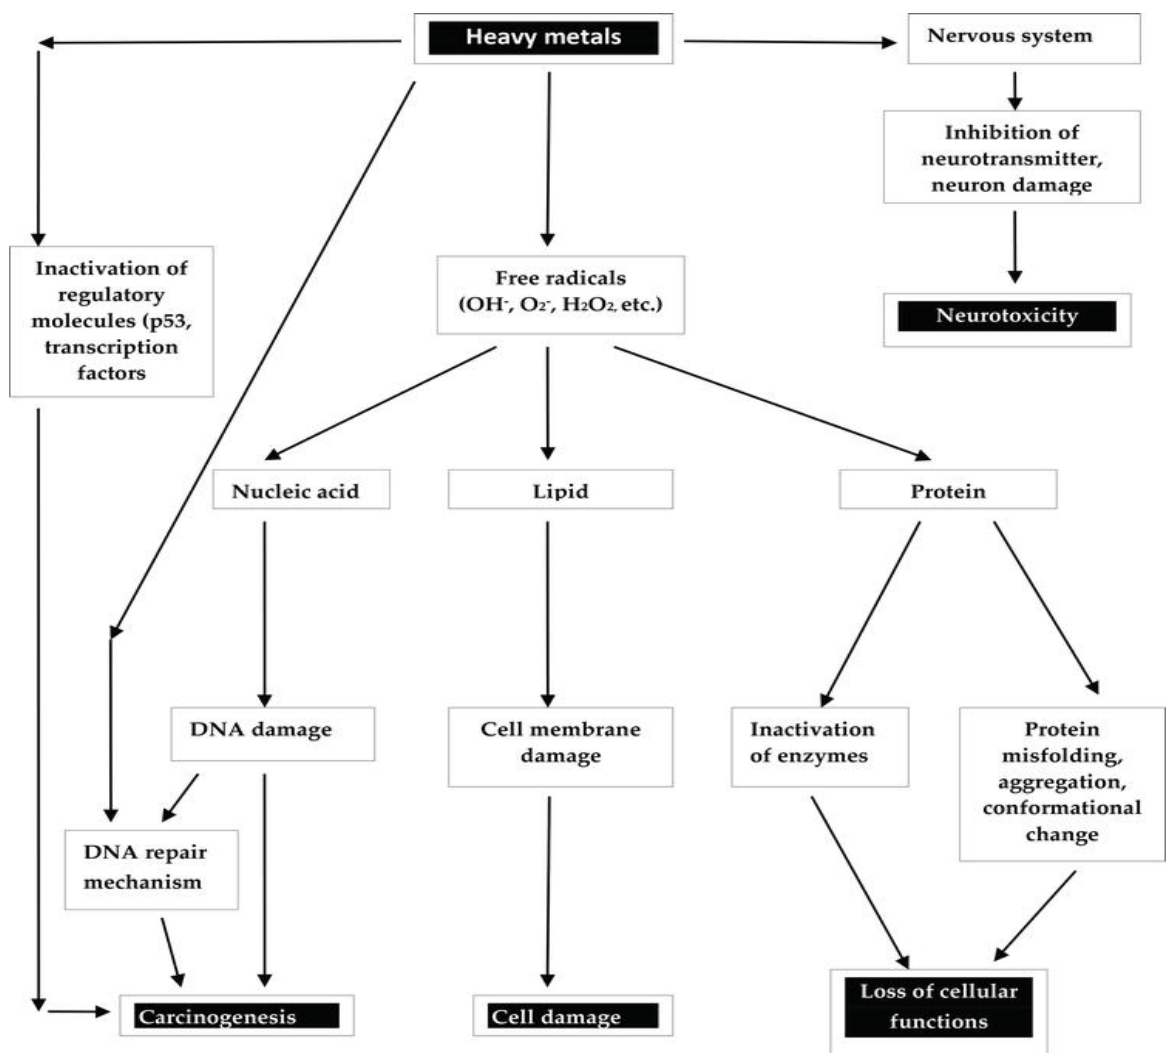 Heavy metals
Nervous system
Inhibition of
neurotransmitter,
neuron damage
Inactivation of
regulatory
molecules (p53,
transcription
factors
Free radicals
(OH⁻, O₂⁻, H₂O₂, etc.)
Neurotoxicity
Nucleic acid
Lipid
Protein
DNA damage
Cell membrane
damage
Inactivation
of enzymes
Protein
misfolding,
aggregation,
conformational
change
DNA repair
mechanism
Carcinogenesis
Cell damage
Loss of cellular
functions